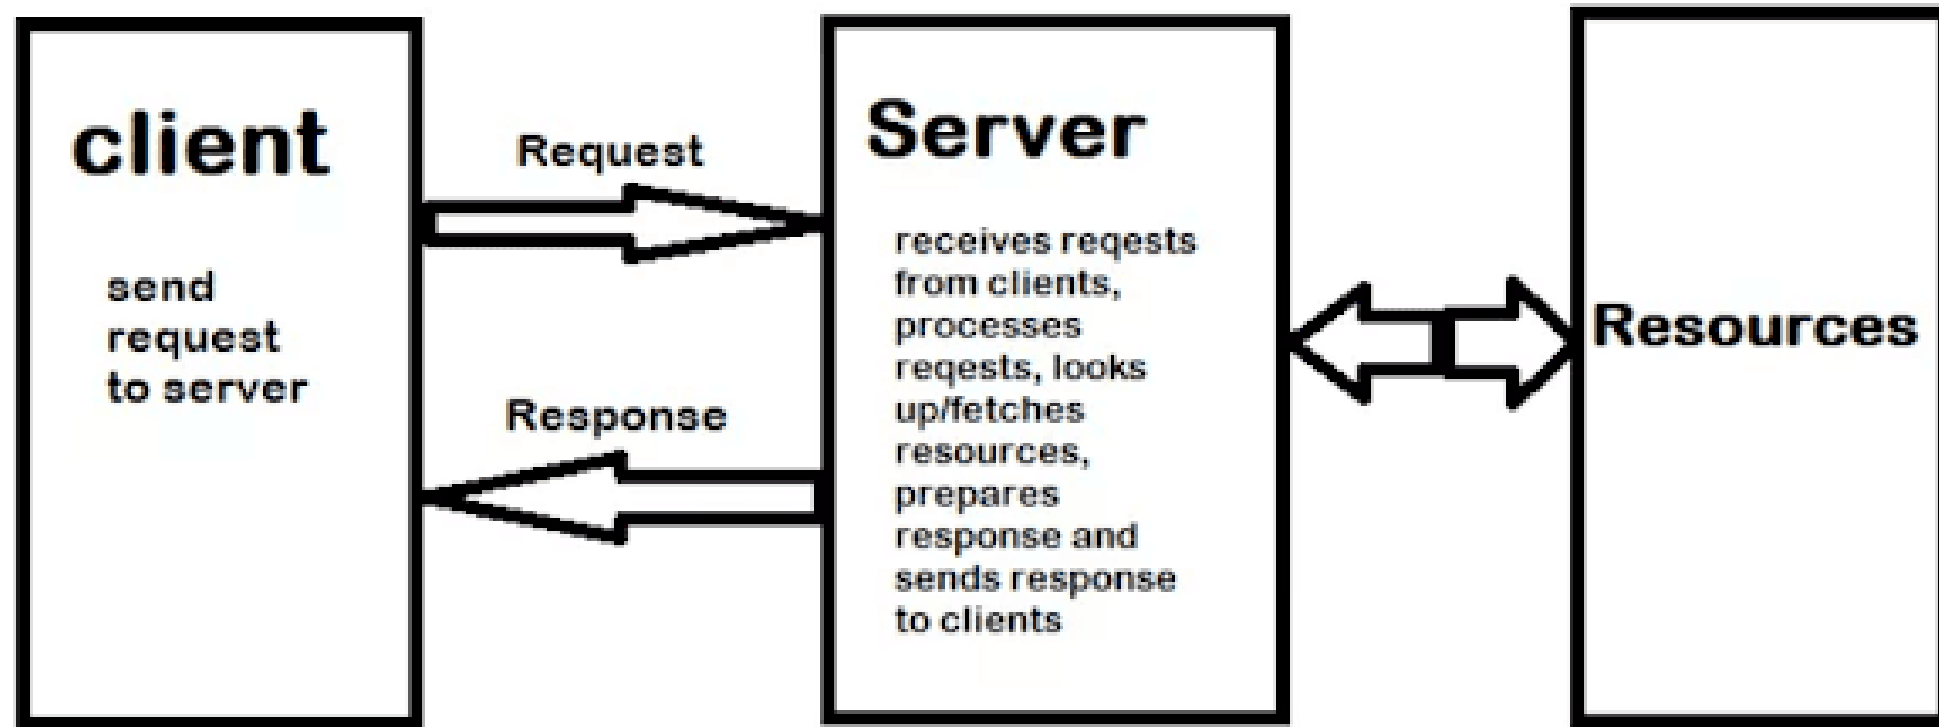 client
send
request
to server
Request
Response
Server
receives reqests
from clients,
processes
reqests, looks
up/fetches
resources,
prepares
response and
sends response
to clients
Resources